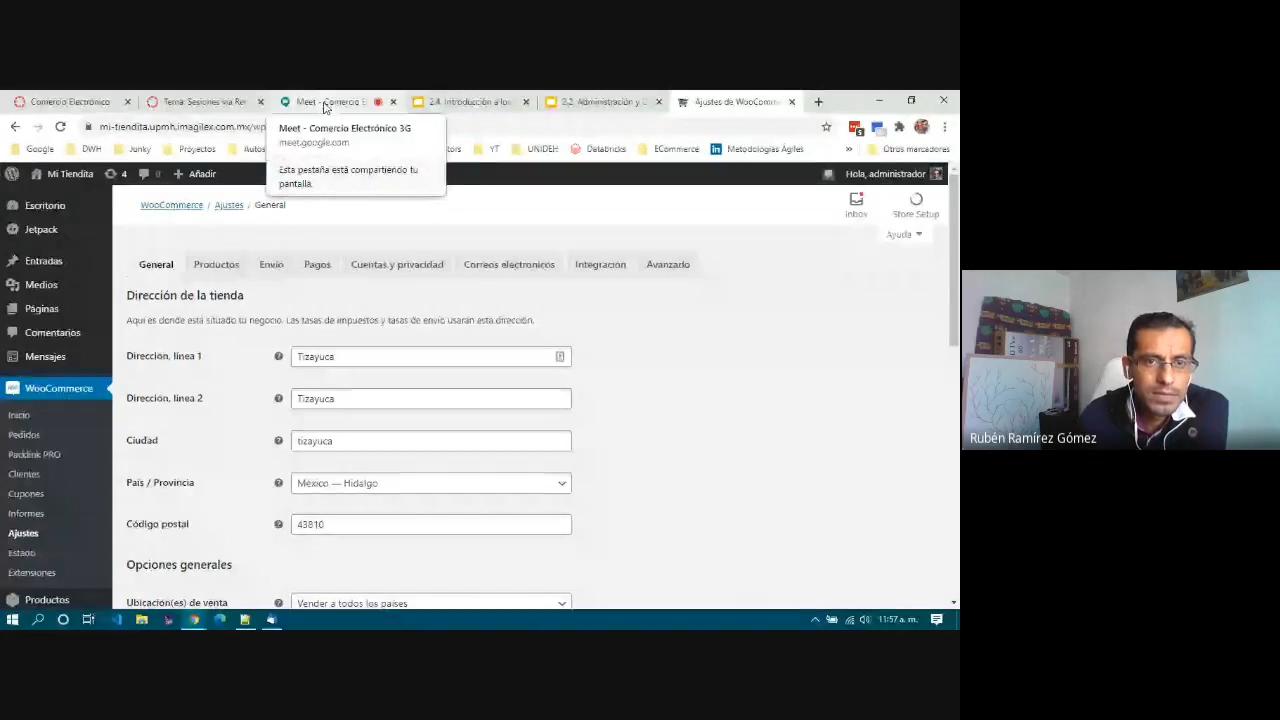 Comercio Electrónico
Tema: Sesiones vía Rem
Meet - Comercio E
2.4. Introducción a los
2.2. Administración y
Ajustes de WooComm
mi-tiendita.upmh.imagilex.com.mx/wp
Google
DWH
Junky
Proyectos
YT
UNIDEH
Databricks
ECommerce
Metodologías Ágiles
Otros marcadores
Meet - Comercio Electrónico 3G
meet.google.com
Esta pestaña está compartiendo tu
pantalla.
Mi Tiendita
4
0
Añadir
Hola, administrador
WooCommerce / Ajustes / General
Inbox
Store Setup
Ayuda
Escritorio
Jetpack
Entradas
Medios
Páginas
Comentarios
Mensajes
WooCommerce
Inicio
Pedidos
Packlink PRO
Clientes
Cupones
Informes
Ajustes
Estado
Extensiones
Productos
General
Productos
Envío
Pagos
Cuentas y privacidad
Correos electrónicos
Integración
Avanzado
Dirección de la tienda
Aquí es donde está situado tu negocio. Las tasas de impuestos y tasas de envío usarán esta dirección.
Dirección, línea 1
Tizayuca
Dirección, línea 2
Tizayuca
Ciudad
tizayuca
País / Provincia
México — Hidalgo
Código postal
43810
Opciones generales
Ubicación(es) de venta
Vender a todos los países
11:57 a. m.
Rubén Ramírez Gómez